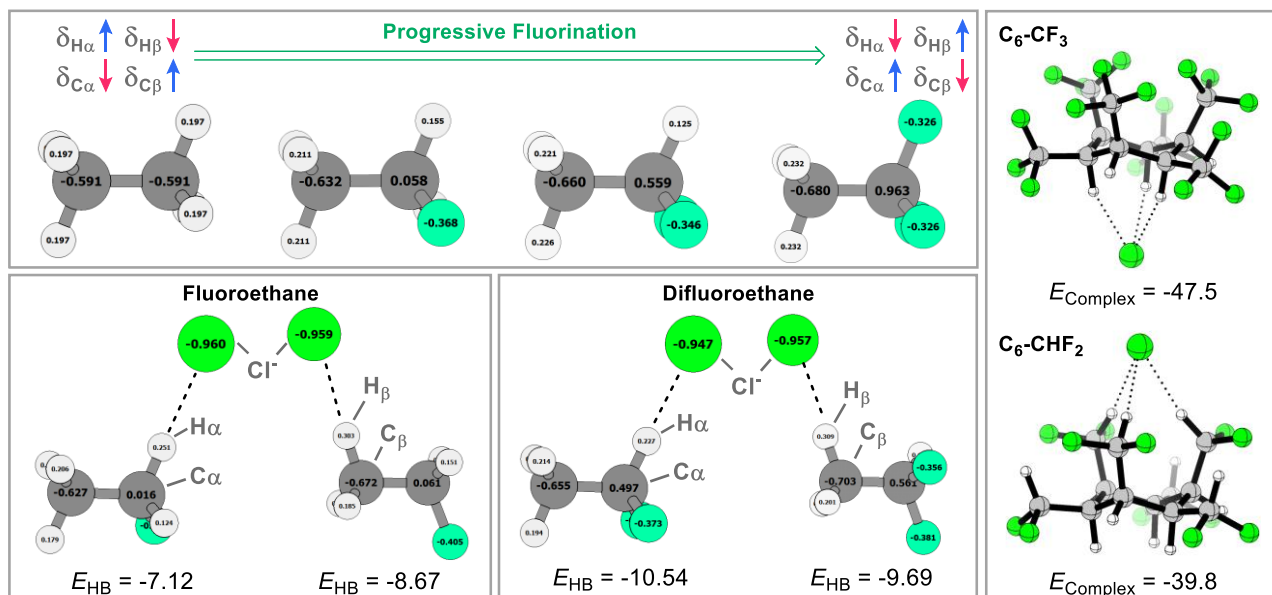 Progressive Fluorination
δHα δHβ
δCα δCβ
δHα δHβ
δCα δCβ
0.197
0.197
-0.591
-0.591
0.197
0.197
0.155
0.211
-0.632
0.058
-0.368
0.211
0.125
0.221
-0.660
0.559
-0.346
0.226
-0.326
0.232
-0.680
0.963
-0.326
0.232
Fluoroethane
-0.960
-0.959
Cl-
Hβ
Hα
0.303
0.251
Cβ
0.206
Cα
-0.627
0.016
0.124
0.179
0.151
-0.672
0.061
0.185
-0.405
EHB = -7.12
EHB = -8.67
Difluoroethane
-0.947
-0.957
Cl-
Hβ
Hα
0.309
0.227
Cβ
0.214
Cα
-0.655
0.497
-0.373
0.194
-0.356
-0.703
0.561
0.201
-0.381
EHB = -10.54
EHB = -9.69
C6-CF3
EComplex = -47.5
C6-CHF2
EComplex = -39.8